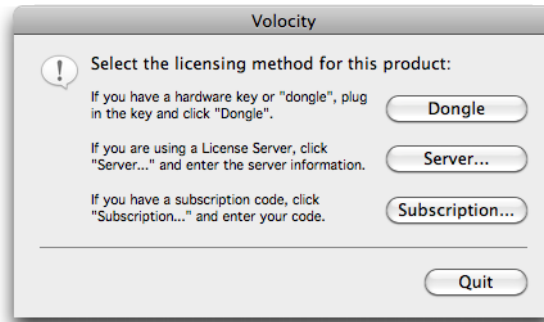 Volocity
Select the licensing method for this product:
If you have a hardware key or "dongle", plug
in the key and click "Dongle".
Dongle
If you are using a License Server, click
"Server..." and enter the server information.
Server...
If you have a subscription code, click
"Subscription..." and enter your code.
Subscription...
Quit